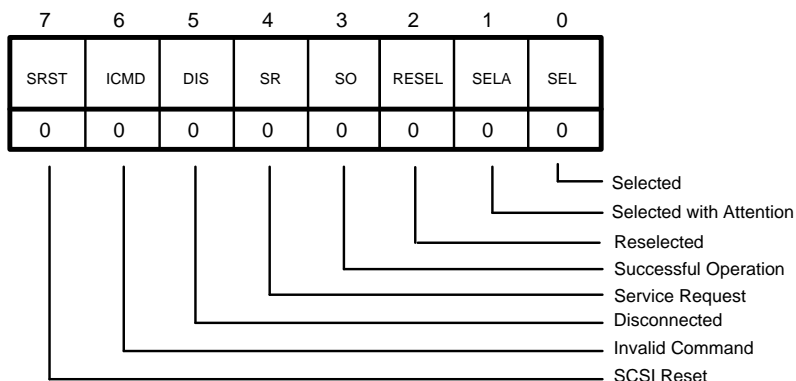 7 6 5 4 3 2 1 0
SRST ICMD DIS SR SO RESEL SELA SEL
0 0 0 0 0 0 0 0
Selected
Selected with Attention
Reselected
Successful Operation
Service Request
Disconnected
Invalid Command
SCSI Reset